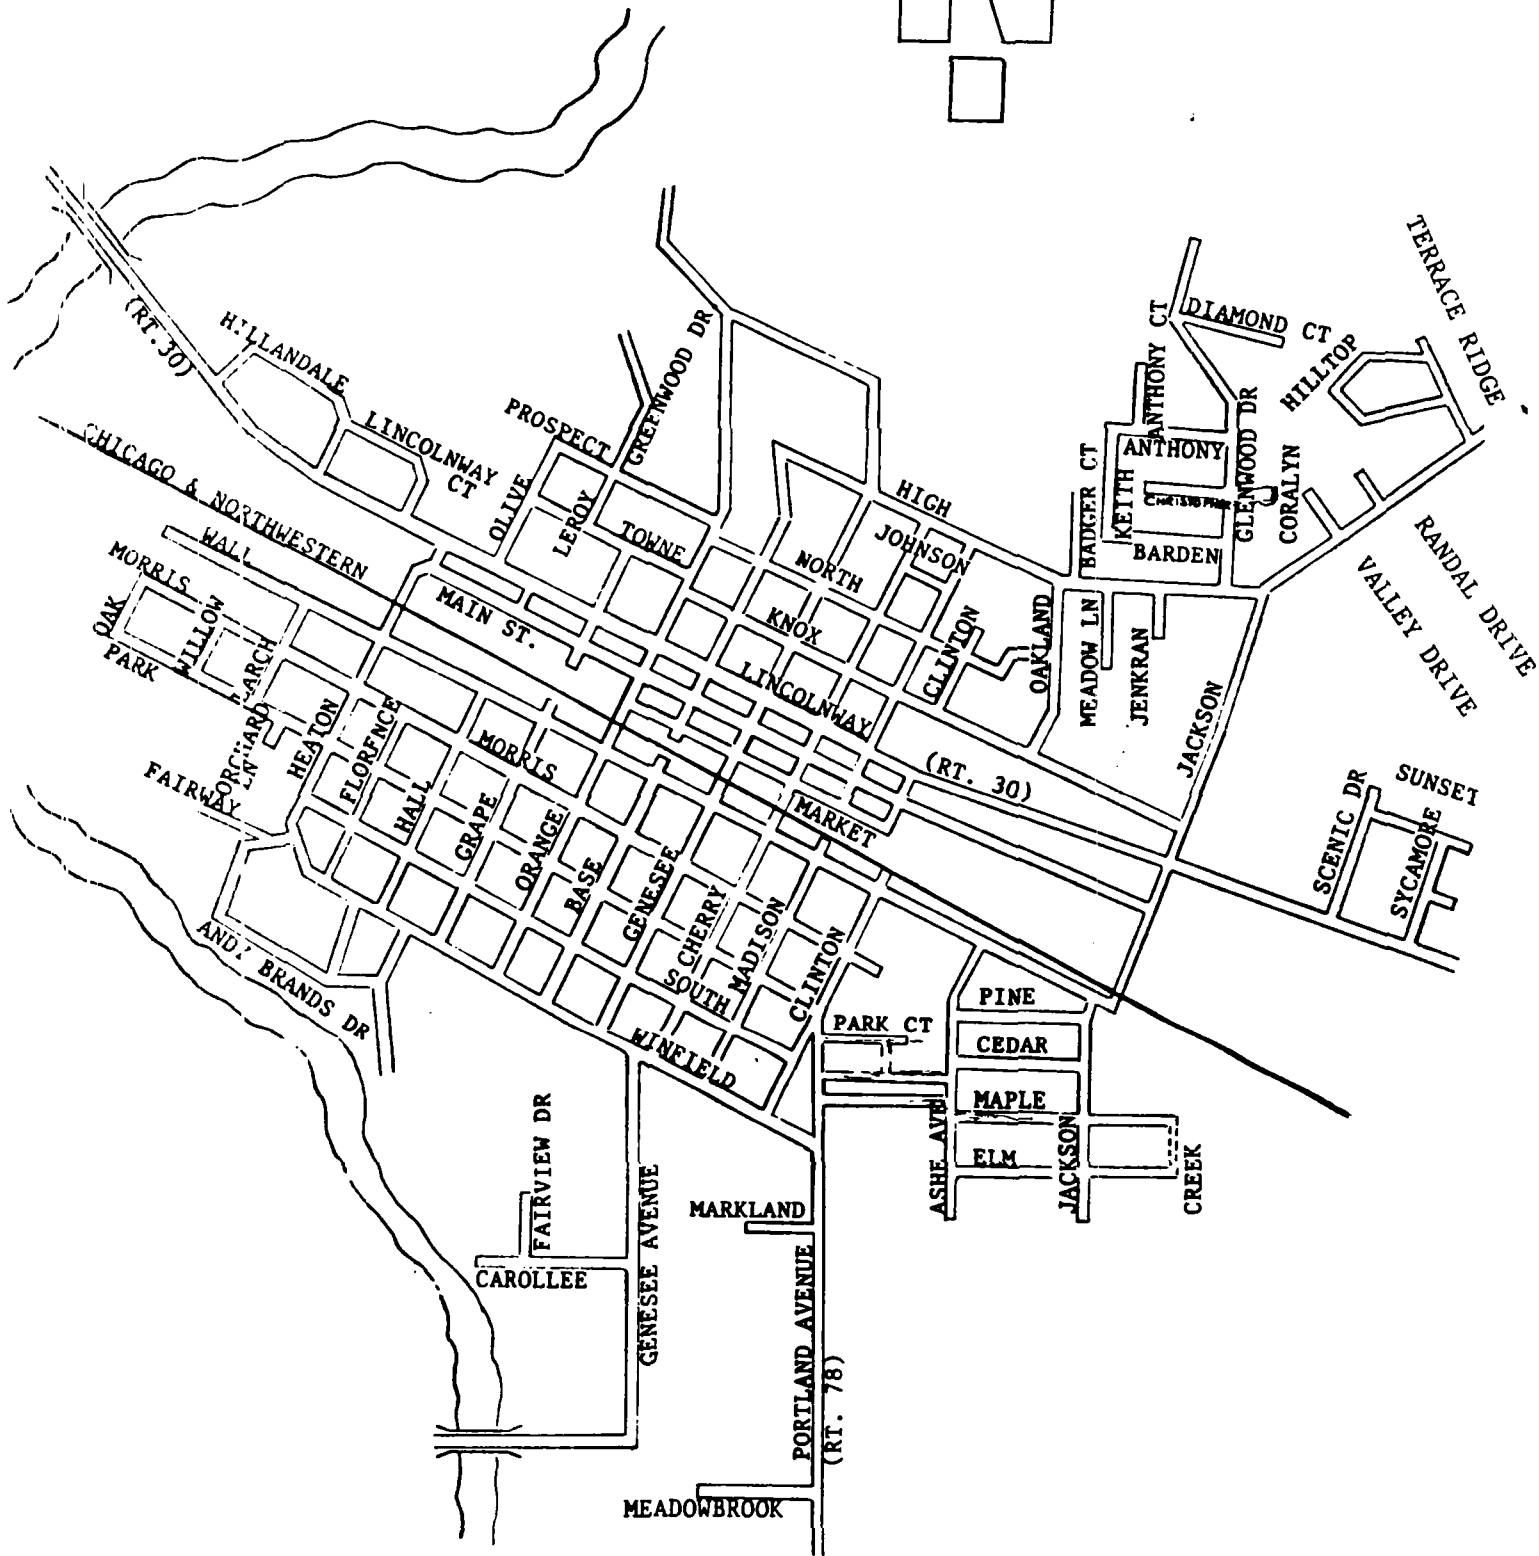 TERRACE RIDGE
DIAMOND CT
ANTHONY CT
(RT.30)
HILLANDALE
GREENWOOD DR
HILLTOP
PROSPECT
LINCOLNWAY
CT
ANTHONY
GLENWOOD DR
CORALYN
CHICAGO & NORTHWESTERN
OLIVE
LEROY
HIGH
BADGER CT
KEITH
CHRISTOPHER
RANDAL DRIVE
TOWNE
JOHNSON
BARDEN
WALL
MORRIS
NORTH
VALLEY DRIVE
OAK
WILLOW
MAIN ST.
KNOX
CLINTON
OAKLAND
MEADOW LN
JENKRAN
PARK
LARCH
LINCOLNWAY
JACKSON
ORCHARD
LN
HEATON
FLORENCE
MORRIS
(RT. 30)
FAIRWAY
HALL
GRAPE
ORANGE
BASE
GENESEE
MARKET
SCENIC DR
SUNSET
SYCAMORE
CHERRY
MADISON
CLINTON
ANDY BRANDS DR
SOUTH
PINE
PARK CT
WINFIELD
CEDAR
MAPLE
FAIRVIEW DR
ASHE AVE
ELM
JACKSON
CREEK
GENESEE AVENUE
MARKLAND
CAROLLEE
PORTLAND AVENUE
(RT. 78)
MEADOWBROOK